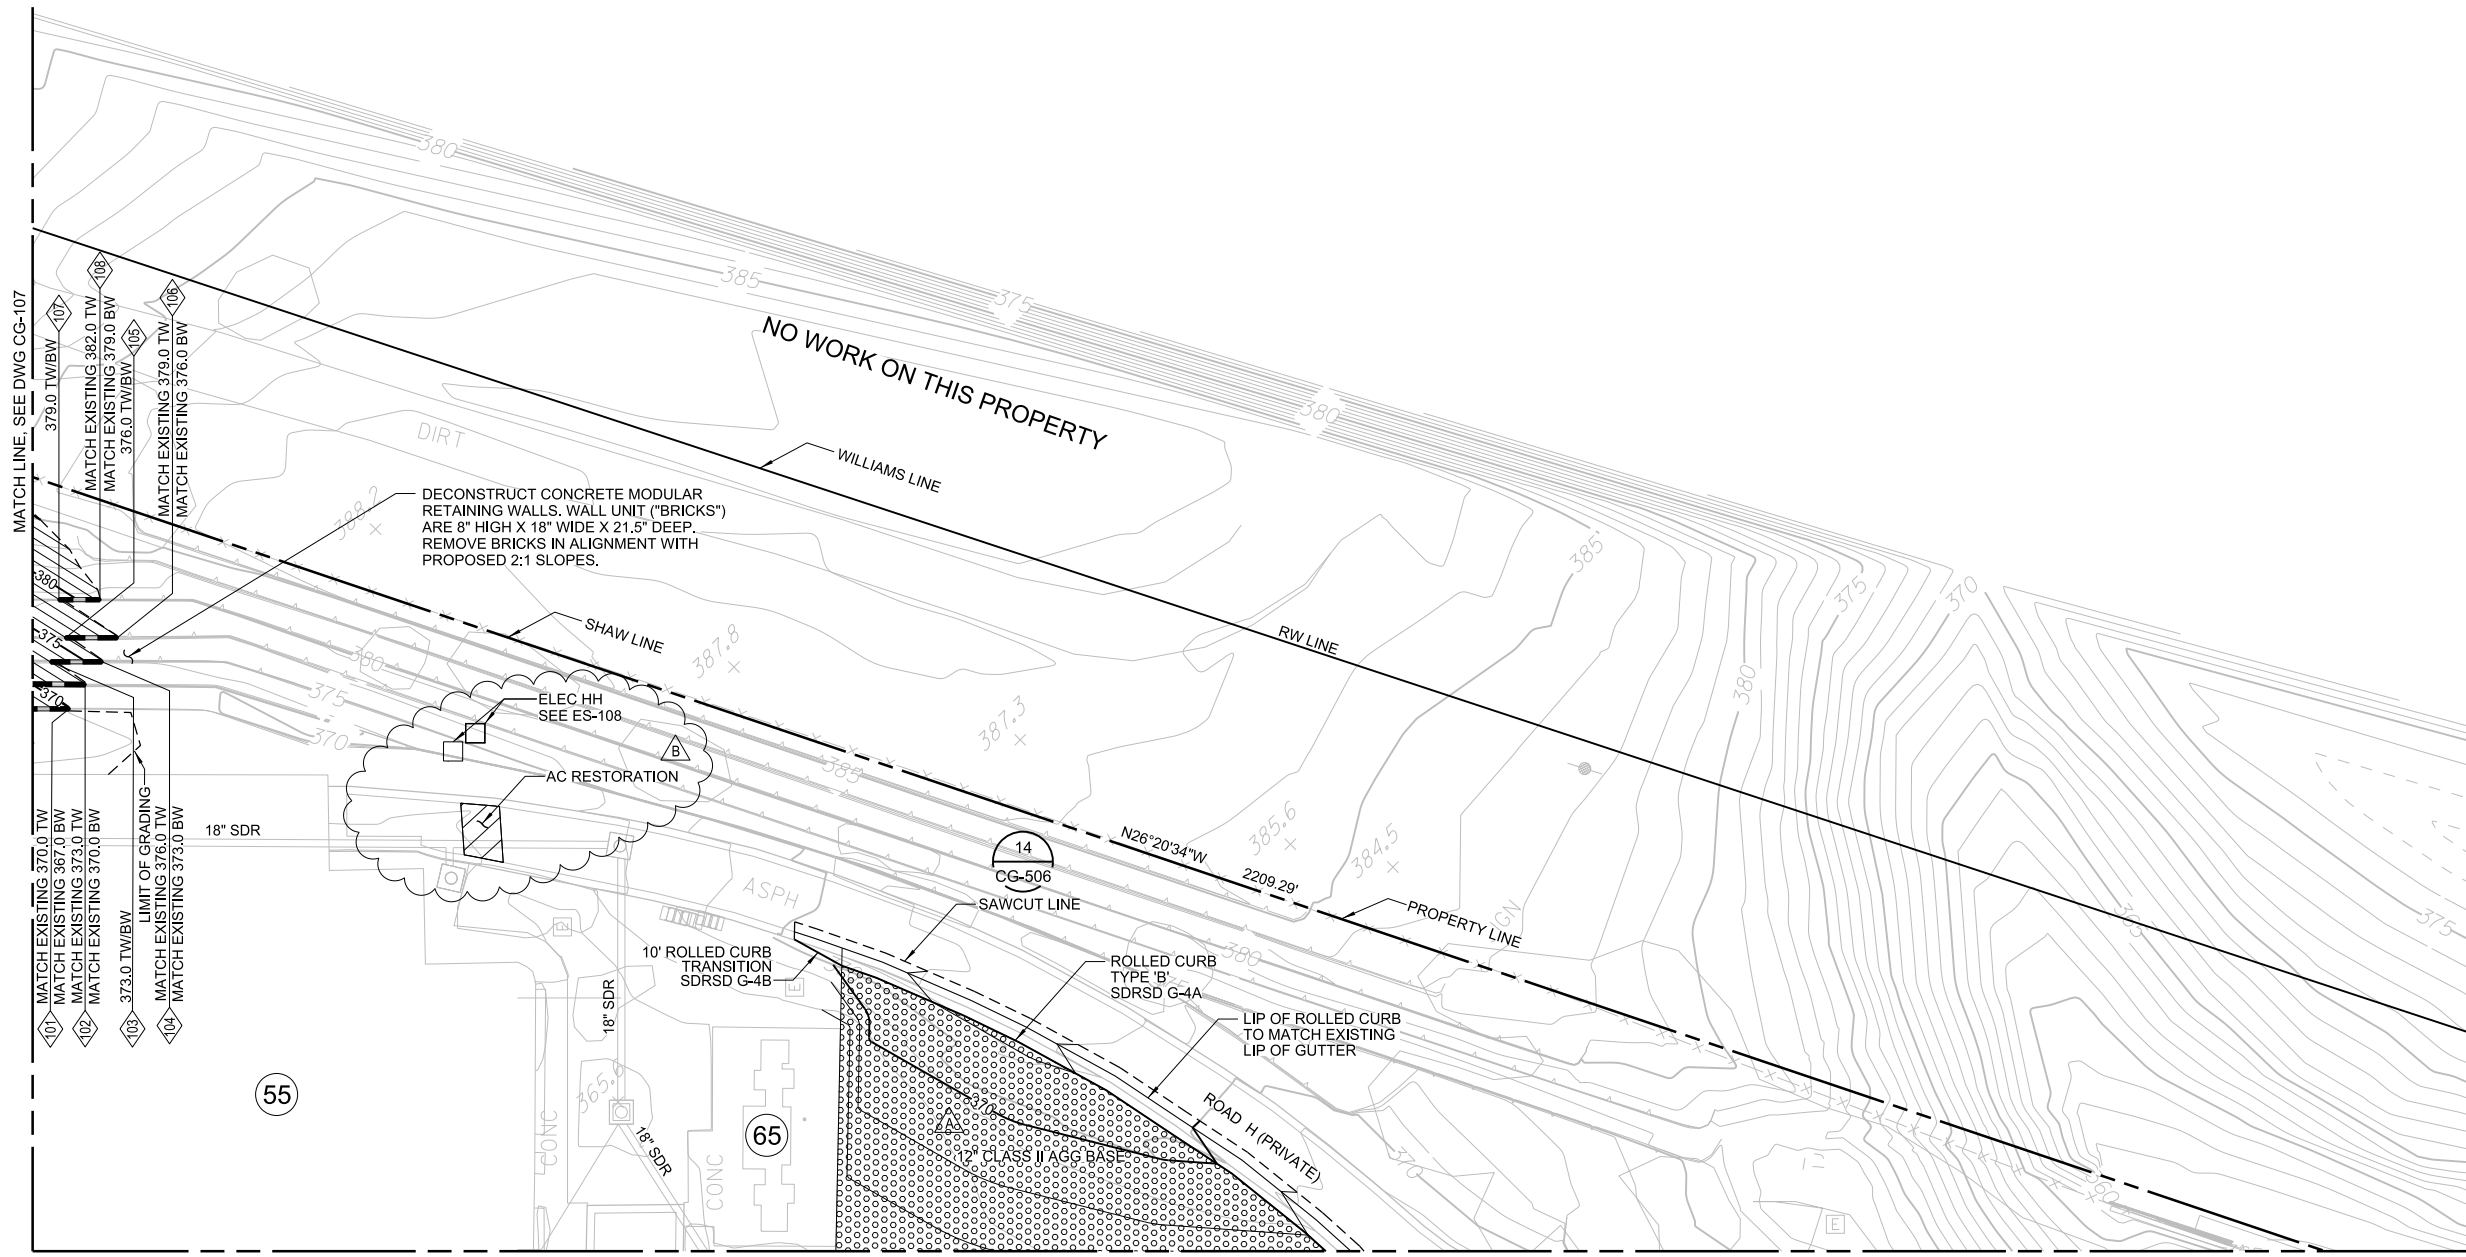 380
385
375
NO WORK ON THIS PROPERTY
380
MATCH LINE, SEE DWG CG-107
107
379.0 TW/BW
108
MATCH EXISTING 382.0 TW
MATCH EXISTING 379.0 BW
105
376.0 TW/BW
106
MATCH EXISTING 379.0 TW
MATCH EXISTING 376.0 BW
DIRT
WILLIAMS LINE
388.2
DECONSTRUCT CONCRETE MODULAR
RETAINING WALLS. WALL UNIT ("BRICKS")
ARE 8" HIGH X 18" WIDE X 21.5" DEEP.
REMOVE BRICKS IN ALIGNMENT WITH
PROPOSED 2:1 SLOPES.
385'
375
370
380
375
370
SHAW LINE
387.8
RW LINE
380
375
370
380
ELEC HH
SEE ES-108
B
387.3
385
AC RESTORATION
18" SDR
101
MATCH EXISTING 370.0 TW
MATCH EXISTING 367.0 BW
102
MATCH EXISTING 373.0 TW
MATCH EXISTING 370.0 BW
103
373.0 TW/BW
LIMIT OF GRADING
104
MATCH EXISTING 376.0 TW
MATCH EXISTING 373.0 BW
14
CG-506
N26°20'34"W
2209.29'
385.6
384.5
ASPH
SAWCUT LINE
PROPERTY LINE
375
365
10' ROLLED CURB
TRANSITION
SDRSD G-4B
E
P
380
ROLLED CURB
TYPE 'B'
SDRSD G-4A
LIP OF ROLLED CURB
TO MATCH EXISTING
LIP OF GUTTER
18" SDR
55
65
370
A
12" CLASS II AGG BASE
ROAD H (PRIVATE)
370
CONC
18" SDR
CONC
360
E